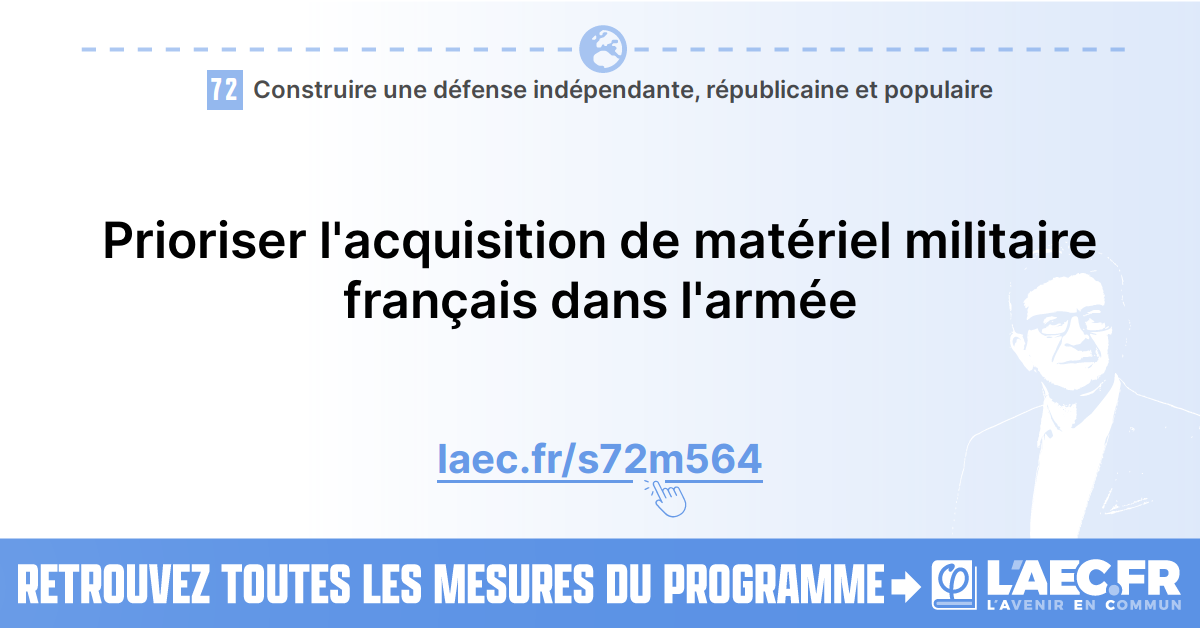 72 Construire une défense indépendante, républicaine et populaire
Prioriser l'acquisition de matériel militaire
français dans l'armée
laec.fr/s72m564
RETROUVEZ TOUTES LES MESURES DU PROGRAMME
φ L'AEC.FR
L'AVENIR EN COMMUN